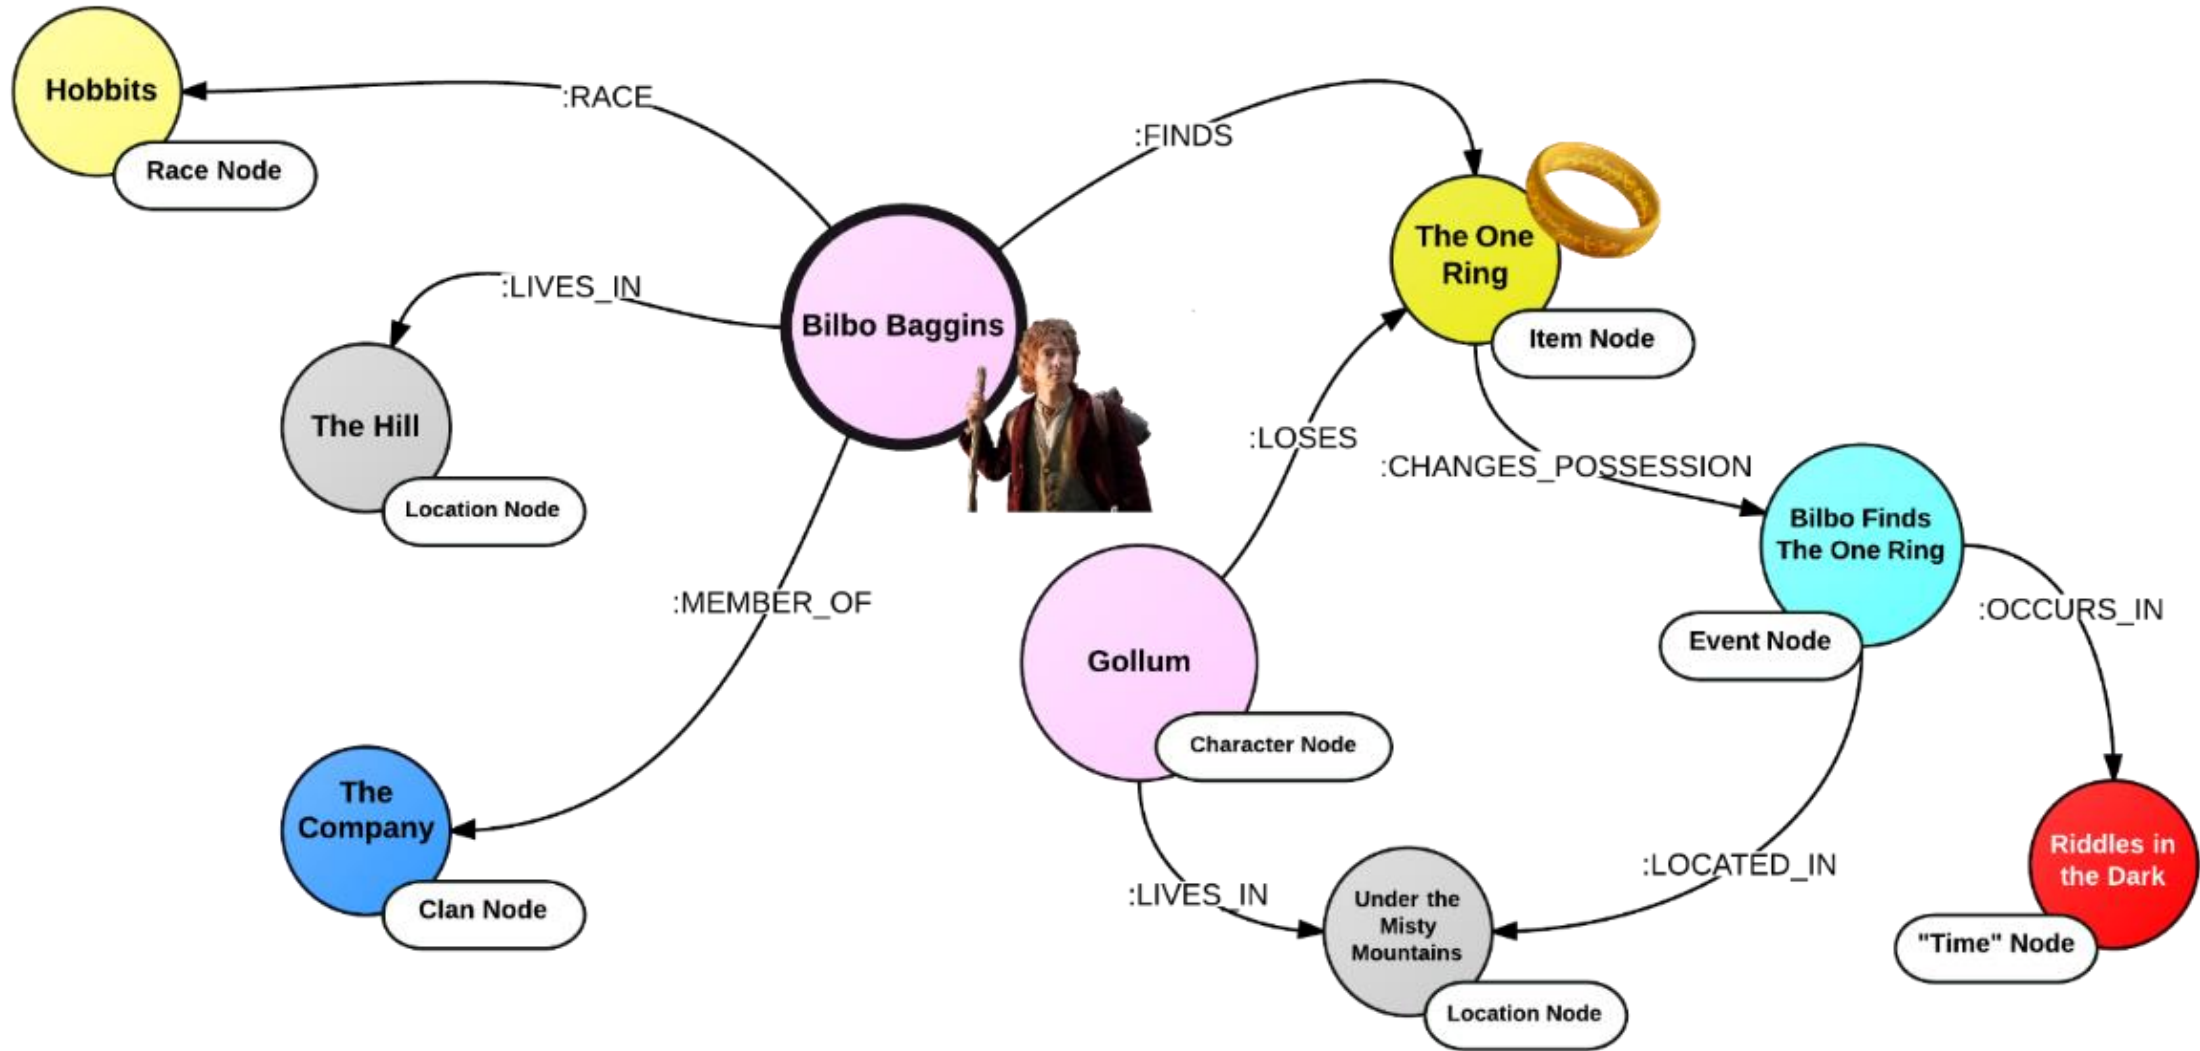 Hobbits
Race Node
:RACE
:FINDS
The One
Ring
Item Node
:LIVES_IN
Bilbo Baggins
The Hill
Location Node
:LOSES
:CHANGES_POSSESSION
Bilbo Finds
The One Ring
Event Node
:OCCURS_IN
:MEMBER_OF
Gollum
Character Node
The
Company
Clan Node
:LIVES_IN
:LOCATED_IN
Under the
Misty
Mountains
Location Node
Riddles in
the Dark
"Time" Node